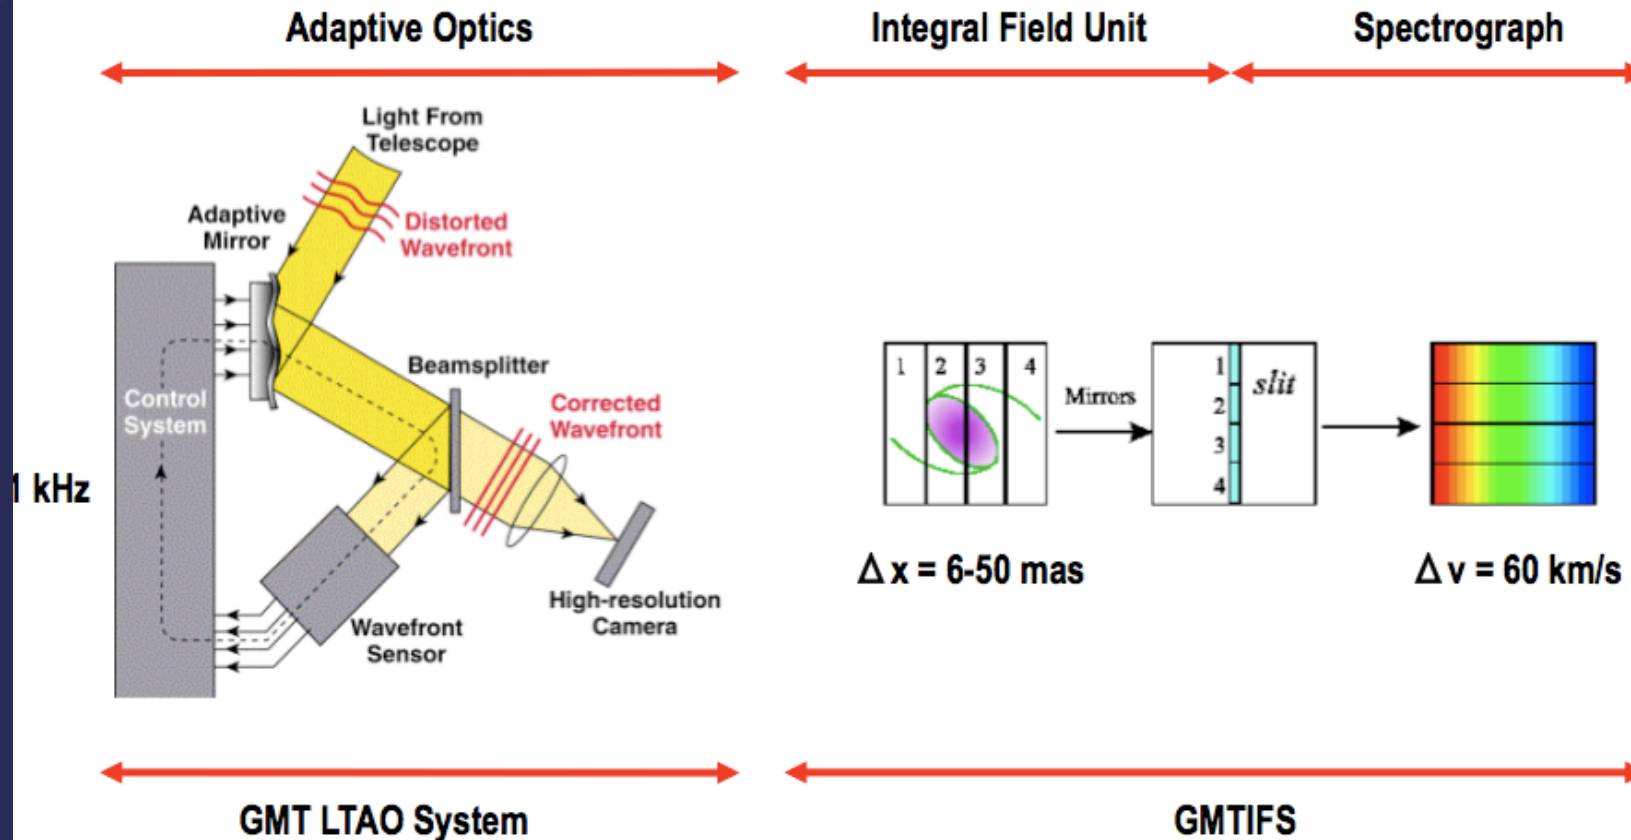 Adaptive Optics
Integral Field Unit
Spectrograph
Light From
Telescope
Adaptive
Mirror
Distorted
Wavefront
Beamsplitter
Control
System
Corrected
Wavefront
1 kHz
High-resolution
Camera
Wavefront
Sensor
1 2 3 4
Mirrors
1
2
3
4
slit
Δ x = 6-50 mas
Δ v = 60 km/s
GMT LTAO System
GMTIFS